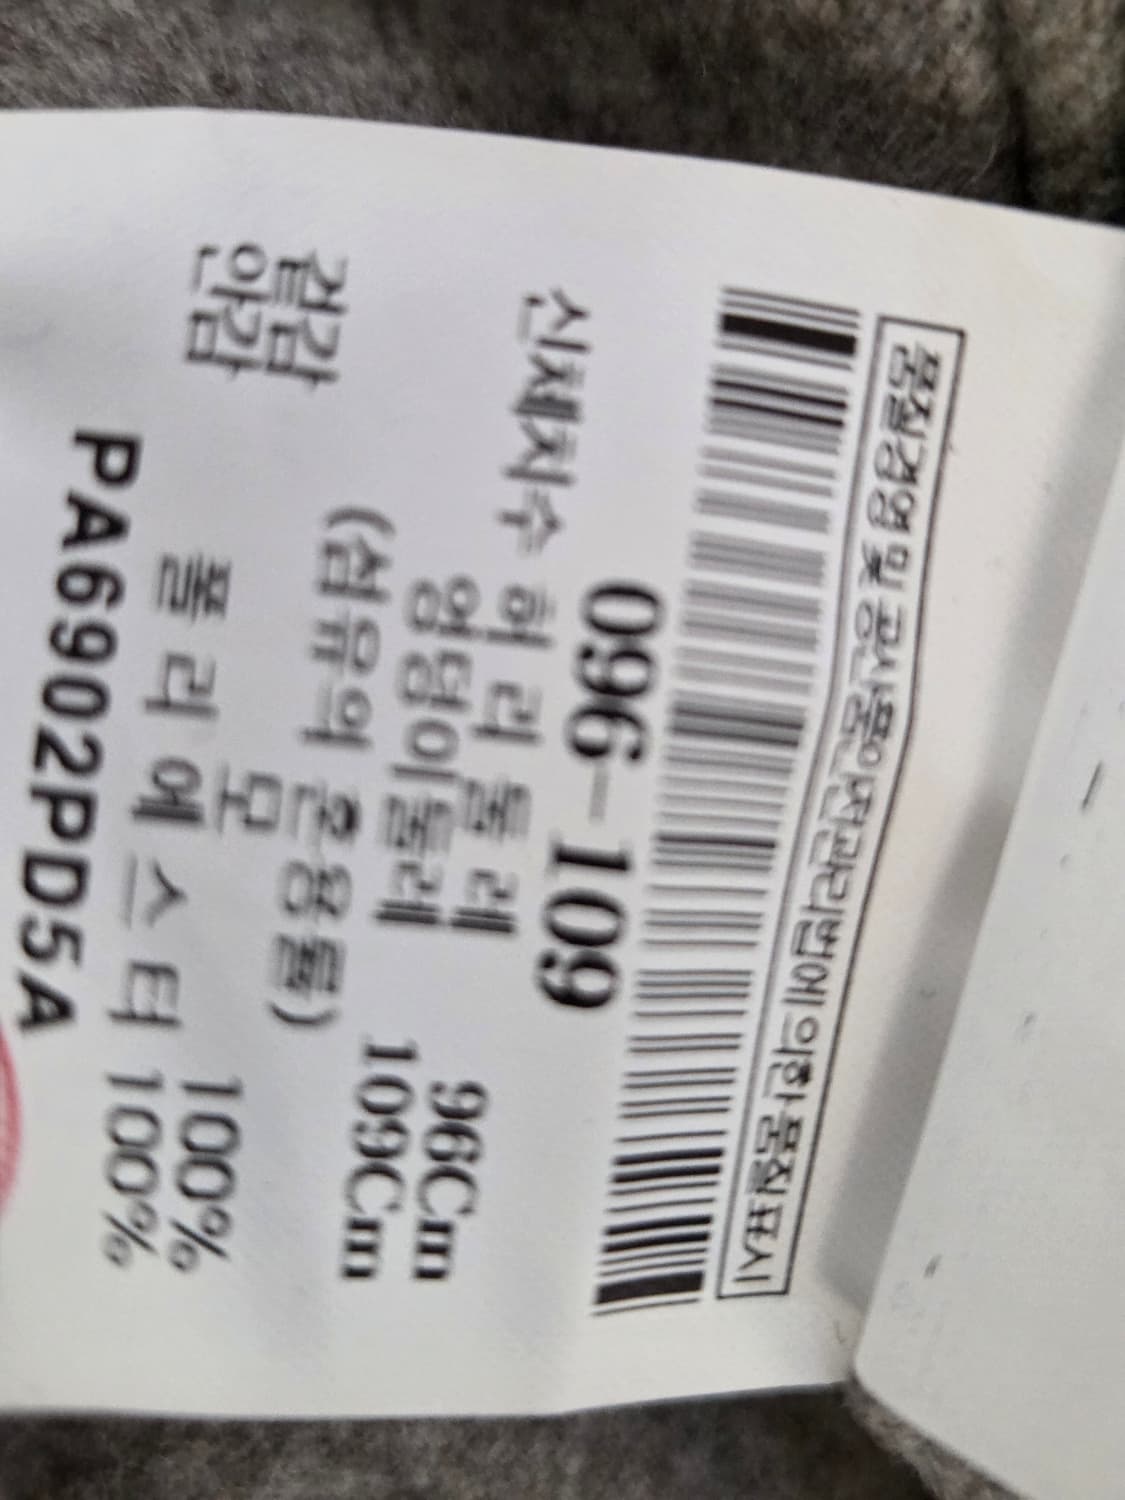 품질경영 및 공산품안전관리법에 의한 품질표시
096-109
신체치수 허리둘레 96Cm
엉덩이둘레 109Cm
(섬유의 혼용률)
겉감 모 100%
안감 폴리에스터 100%
PA6902PD5A